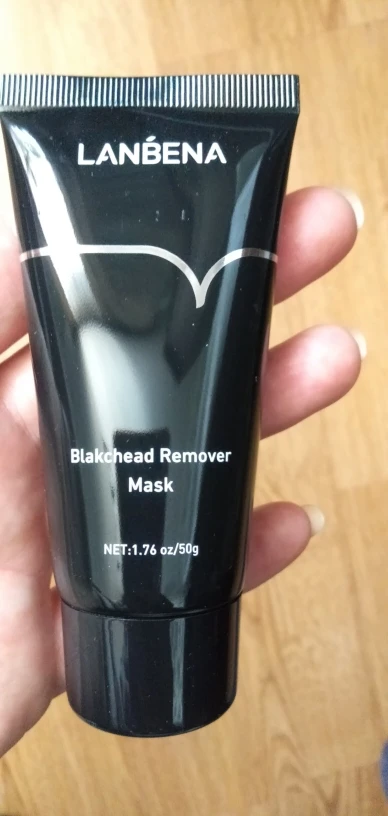 LANBENA
Blakchead Remover
Mask
NET:1.76 oz/50g